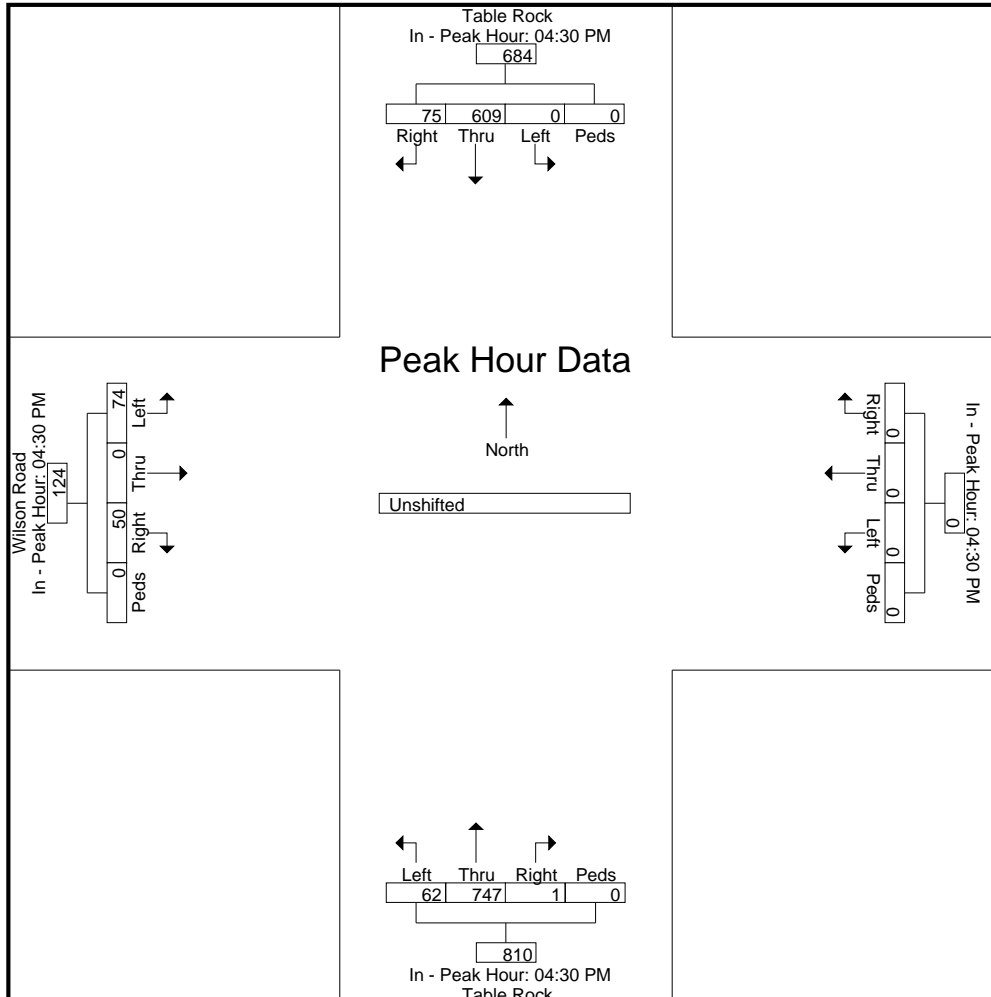 Table Rock
In - Peak Hour: 04:30 PM
684
75 609 0 0
Right Thru Left Peds
Peak Hour Data
North
Unshifted
Wilson Road
In - Peak Hour: 04:30 PM
124
74 0 50 0
Left Thru Right Peds
In - Peak Hour: 04:30 PM
0
0 0 0 0
Right Thru Left Peds
Left Thru Right Peds
62 747 1 0
810
In - Peak Hour: 04:30 PM
Table Rock